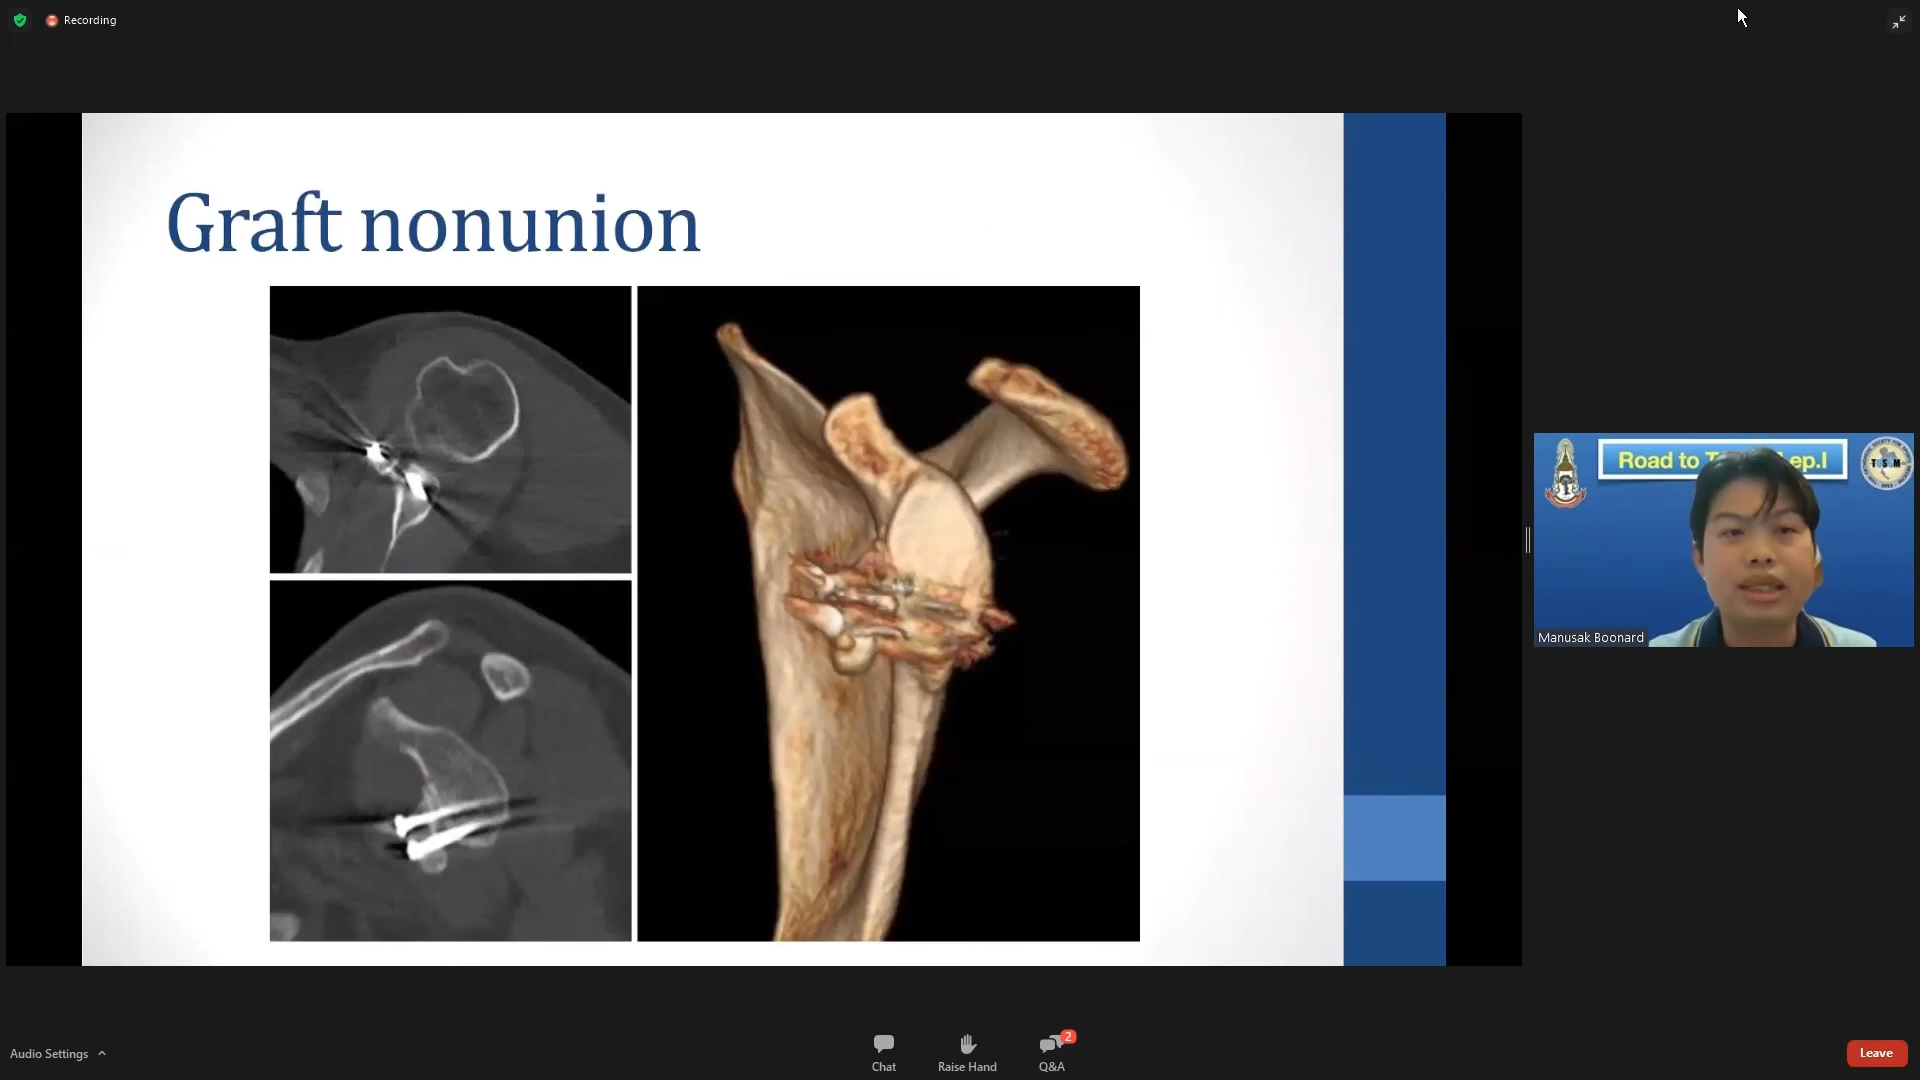 Recording
Graft nonunion
Road to
ep.I
Manusak Boonard
Audio Settings
Chat
Raise Hand
2
Q&A
Leave